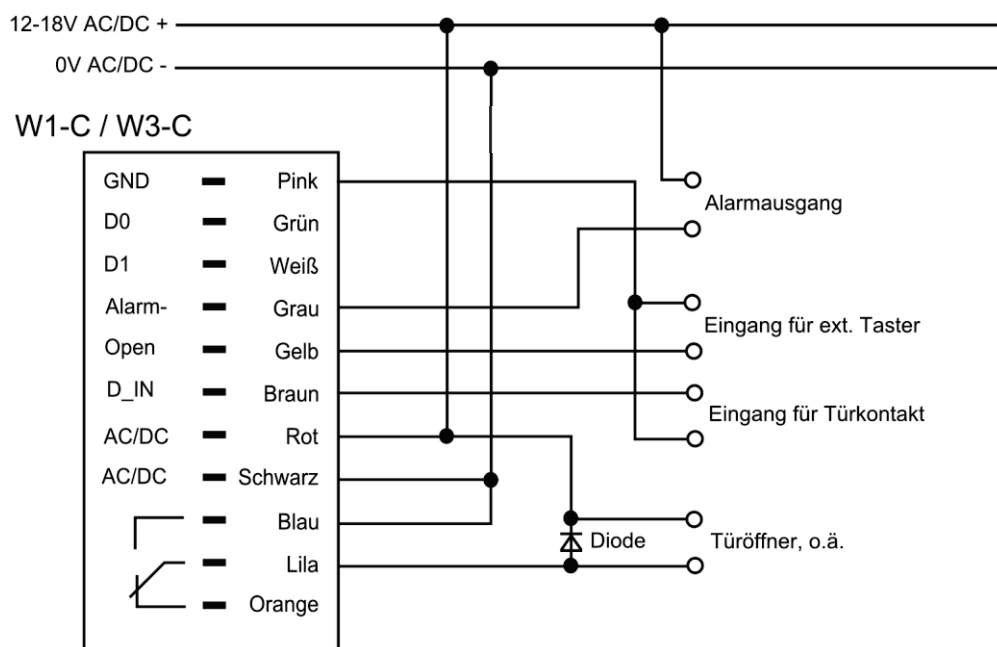 12-18V AC/DC +
0V AC/DC -
W1-C / W3-C
GND Pink
D0 Grün
D1 Weiß
Alarm- Grau
Open Gelb
D_IN Braun
AC/DC Rot
AC/DC Schwarz
Blau
Lila
Orange
Alarmausgang
Eingang für ext. Taster
Eingang für Türkontakt
Diode
Türöffner, o.ä.